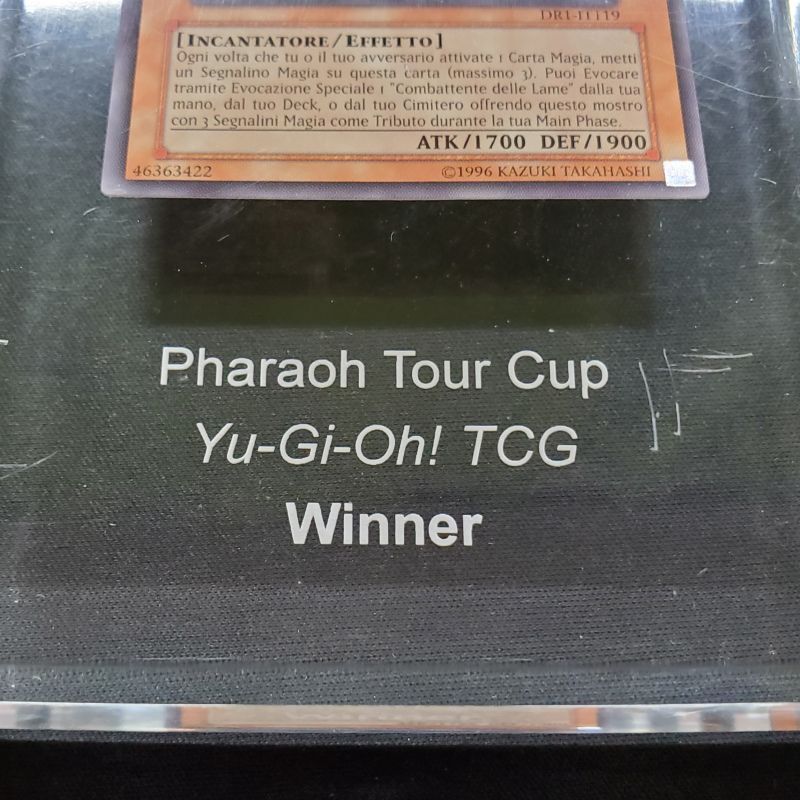 DR1-IT119
[INCANTATORE/EFFETTO]
Ogni volta che tu o il tuo avversario attivate 1 Carta Magia, metti
un Segnalino Magia su questa carta (massimo 3). Puoi Evocare
tramite Evocazione Speciale 1 "Combattente delle Lame" dalla tua
mano, dal tuo Deck, o dal tuo Cimitero offrendo questo mostro
con 3 Segnalini Magia come Tributo durante la tua Main Phase.
ATK/1700 DEF/1900
46363422 ©1996 KAZUKI TAKAHASHI
Pharaoh Tour Cup
Yu-Gi-Oh! TCG
Winner